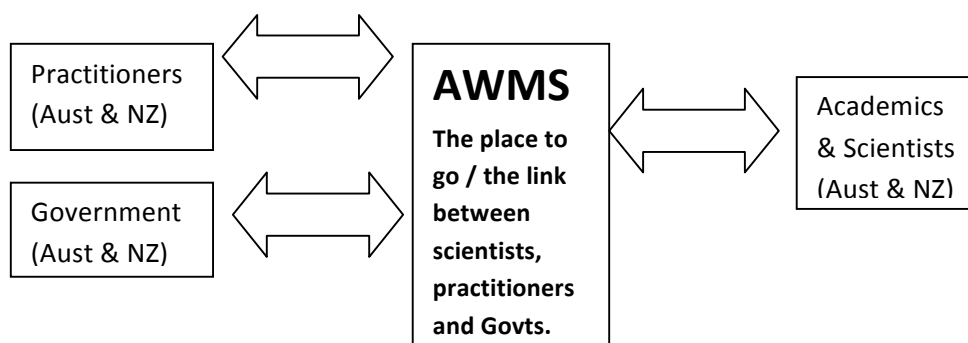 Practitioners
(Aust & NZ)
Government
(Aust & NZ)
AWMS
The place to
go / the link
between
scientists,
practitioners
and Govts.
Academics
& Scientists
(Aust & NZ)